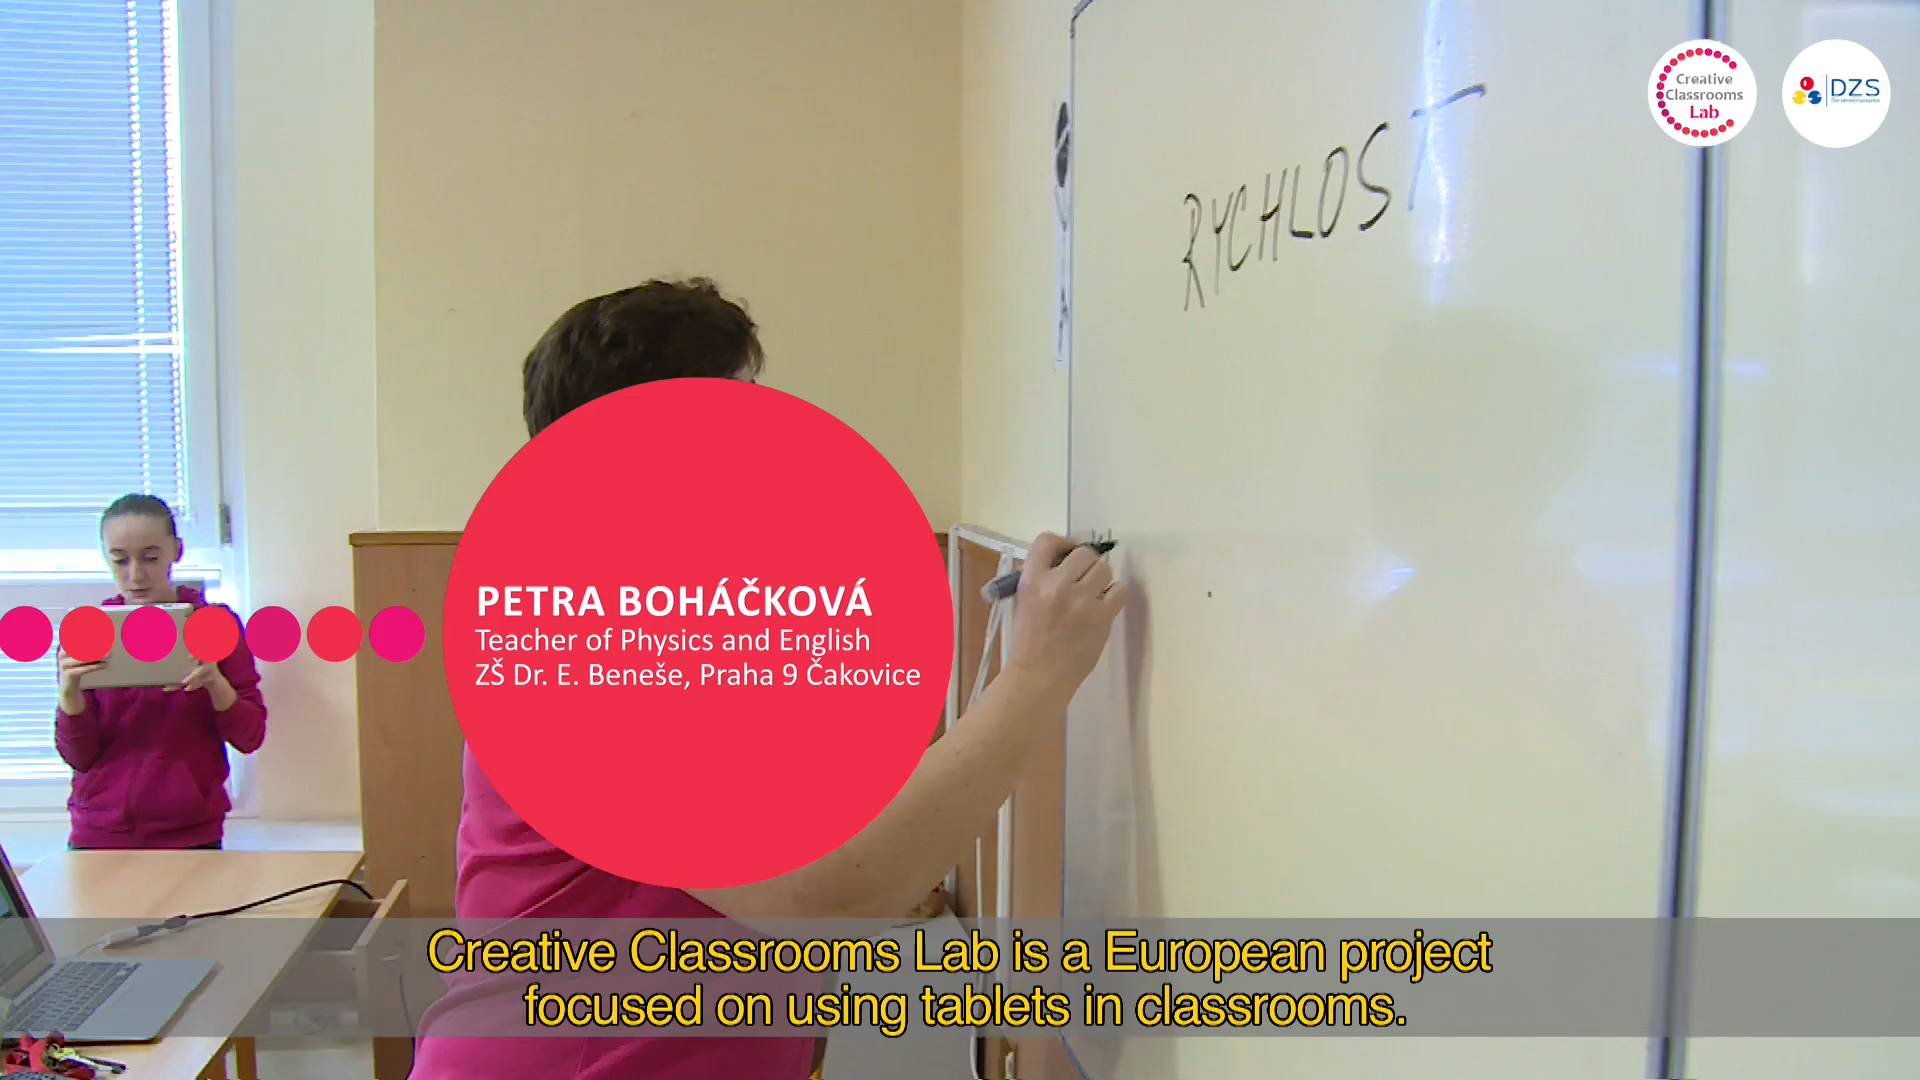 Creative
Classrooms
Lab
DZS
RYCHLOST
PETRA BOHÁČKOVÁ
Teacher of Physics and English
ZŠ Dr. E. Beneše, Praha 9 Čakovice
Creative Classrooms Lab is a European project
focused on using tablets in classrooms.